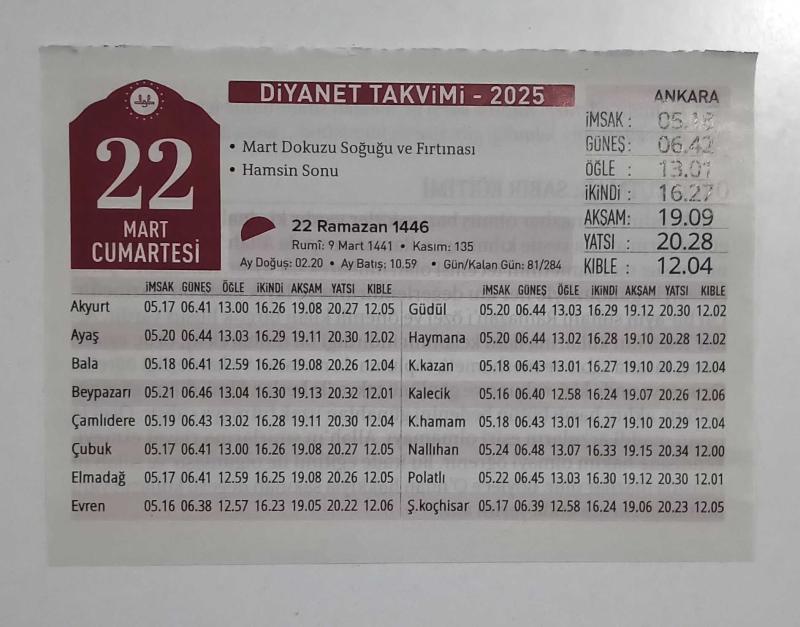 DİYANET TAKVİMİ - 2025
22
MART
CUMARTESİ
• Mart Dokuzu Soğuğu ve Fırtınası
• Hamsin Sonu
22 Ramazan 1446
Rumî: 9 Mart 1441 • Kasım: 135
Ay Doğuş: 02.20 • Ay Batış: 10.59 • Gün/Kalan Gün: 81/284
ANKARA
İMSAK : 05.18
GÜNEŞ: 06.42
ÖĞLE : 13.01
İKİNDİ : 16.27
AKŞAM: 19.09
YATSI : 20.28
KIBLE : 12.04
İMSAK GÜNEŞ ÖĞLE İKİNDİ AKŞAM YATSI KIBLE
Akyurt 05.17 06.41 13.00 16.26 19.08 20.27 12.05
Ayaş 05.20 06.44 13.03 16.29 19.11 20.30 12.02
Bala 05.18 06.41 12.59 16.26 19.08 20.26 12.04
Beypazarı 05.21 06.46 13.04 16.30 19.13 20.32 12.01
Çamlıdere 05.19 06.43 13.02 16.28 19.11 20.30 12.04
Çubuk 05.17 06.41 13.00 16.26 19.08 20.27 12.05
Elmadağ 05.17 06.41 12.59 16.25 19.08 20.26 12.05
Evren 05.16 06.38 12.57 16.23 19.05 20.22 12.06
İMSAK GÜNEŞ ÖĞLE İKİNDİ AKŞAM YATSI KIBLE
Güdül 05.20 06.44 13.03 16.29 19.12 20.30 12.02
Haymana 05.20 06.44 13.02 16.28 19.10 20.28 12.02
K.kazan 05.18 06.43 13.01 16.27 19.10 20.29 12.04
Kalecik 05.16 06.40 12.58 16.24 19.07 20.26 12.06
K.hamam 05.18 06.43 13.01 16.27 19.10 20.29 12.04
Nallıhan 05.24 06.48 13.07 16.33 19.15 20.34 12.00
Polatlı 05.22 06.45 13.03 16.30 19.12 20.30 12.01
Ş.koçhisar 05.17 06.39 12.58 16.24 19.06 20.23 12.05